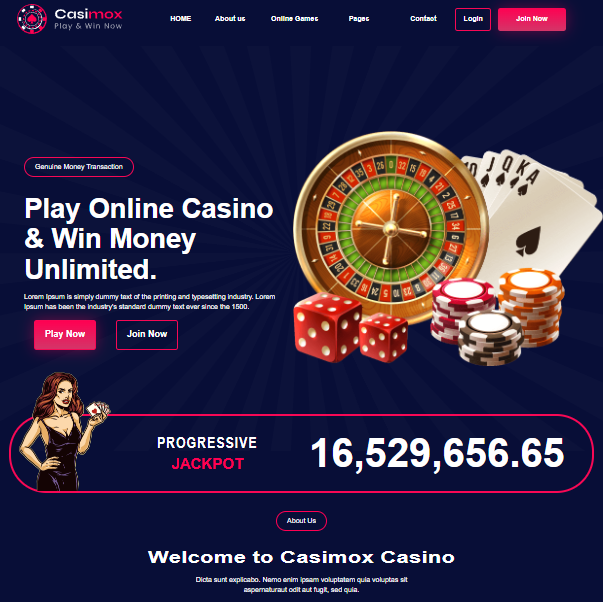 Casimox
Play & Win Now
HOME
About us
Online Games
Pages
Contact
Login
Join Now
Genuine Money Transaction
Play Online Casino
& Win Money
Unlimited.
Lorem Ipsum is simply dummy text of the printing and typesetting industry. Lorem
Ipsum has been the industry's standard dummy text ever since the 1500.
Play Now
Join Now
J Q K A
PROGRESSIVE
JACKPOT
16,529,656.65
About Us
Welcome to Casimox Casino
Dicta sunt explicabo. Nemo enim ipsam voluptatem quia voluptas sit
aspernaturaut odit aut fugit, sed quia.